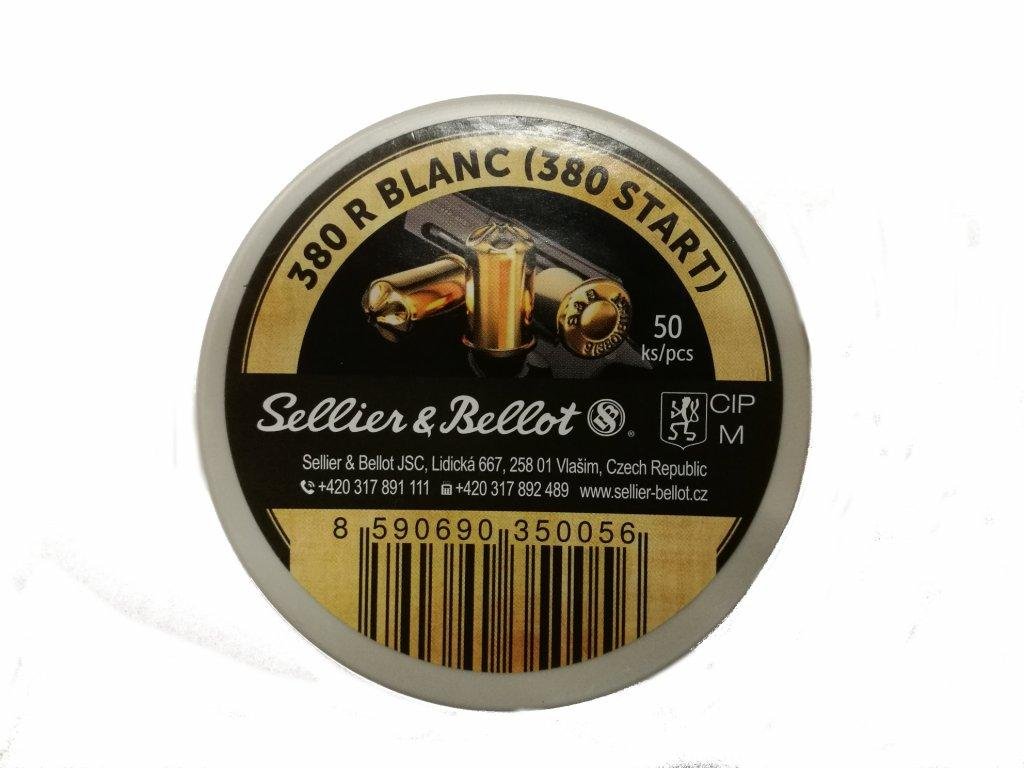 380 R BLANC (380 START)
S&B
50
ks/pcs
Sellier & Bellot
CIP
M
Sellier & Bellot JSC, Lidická 667, 258 01 Vlašim, Czech Republic
+420 317 891 111 +420 317 892 489 www.sellier-bellot.cz
8 590690 350056